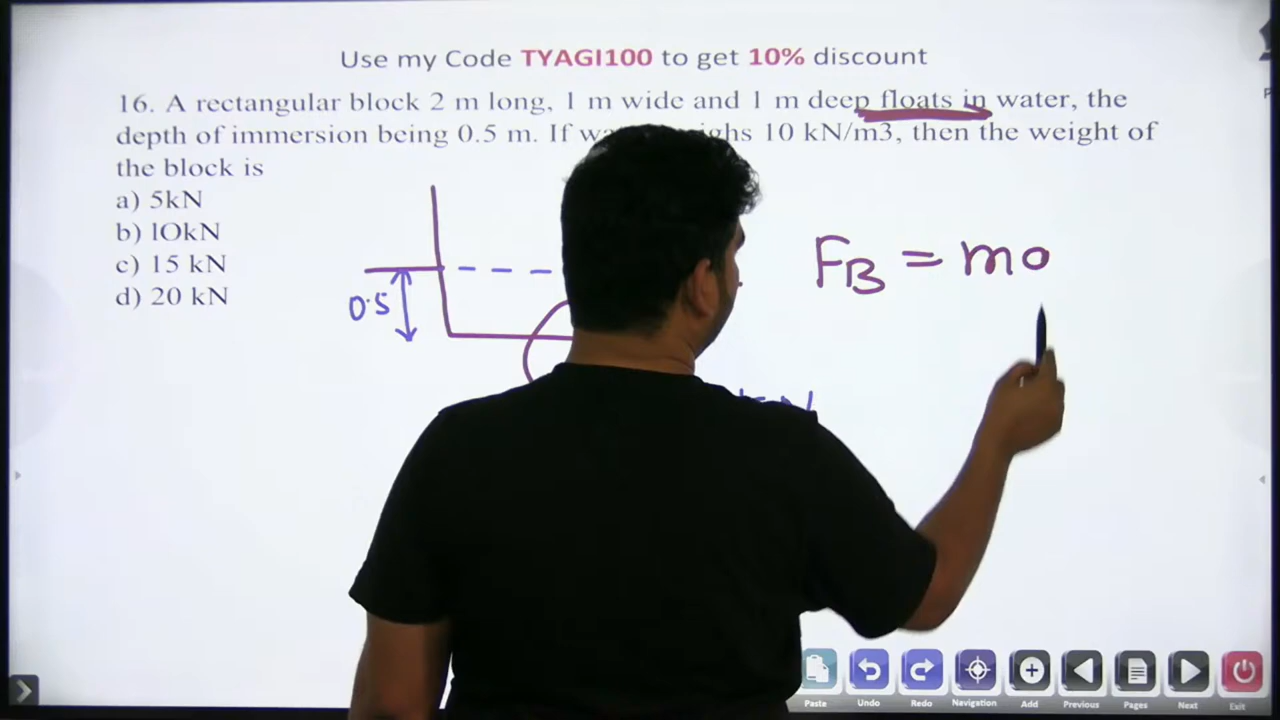 Use my Code TYAGI100 to get 10% discount
16. A rectangular block 2 m long, 1 m wide and 1 m deep floats in water, the
depth of immersion being 0.5 m. If 10 kN/m3, then the weight of
the block is
a) 5kN
b) lOkN
c) 15 kN
d) 20 kN
0.5
FB = mo
Paste Undo Redo Navigation Add Previous Pages Next Exit